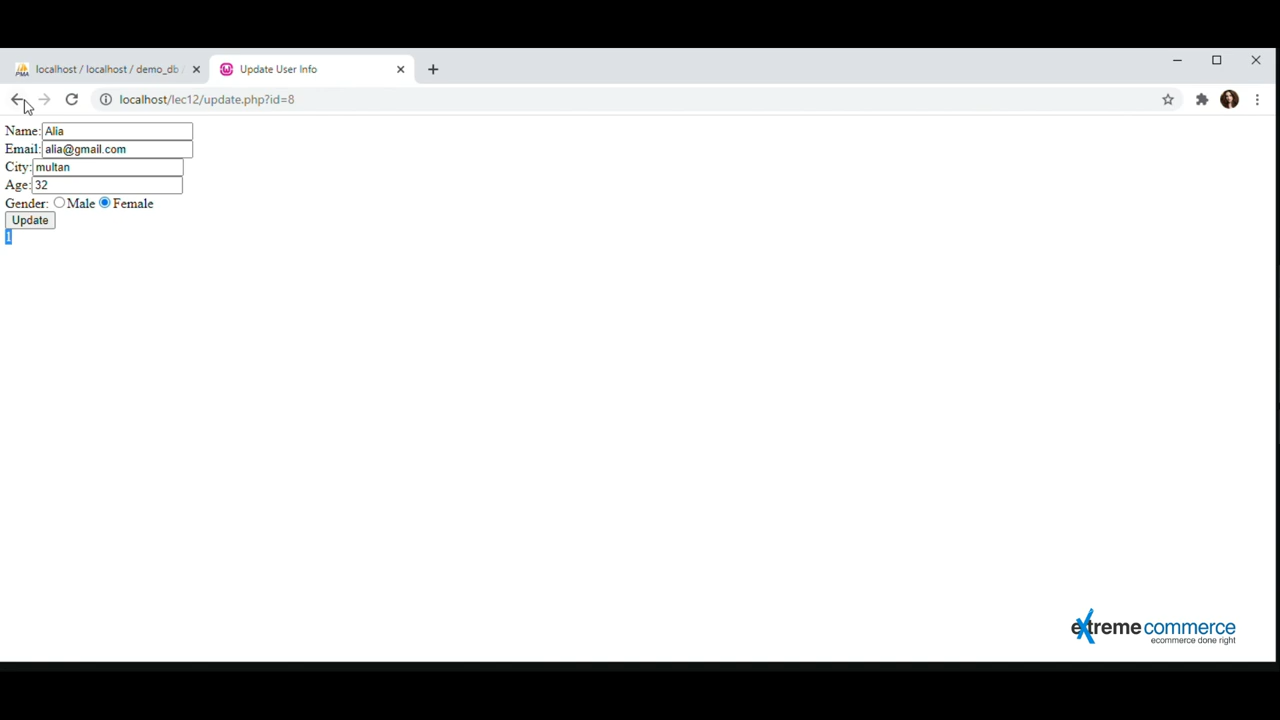 localhost / localhost / demo_db /
Update User Info
localhost/lec12/update.php?id=8
Name: Alia
Email: alia@gmail.com
City: multan
Age: 32
Gender: Male Female
Update
1
extreme commerce
ecommerce done right